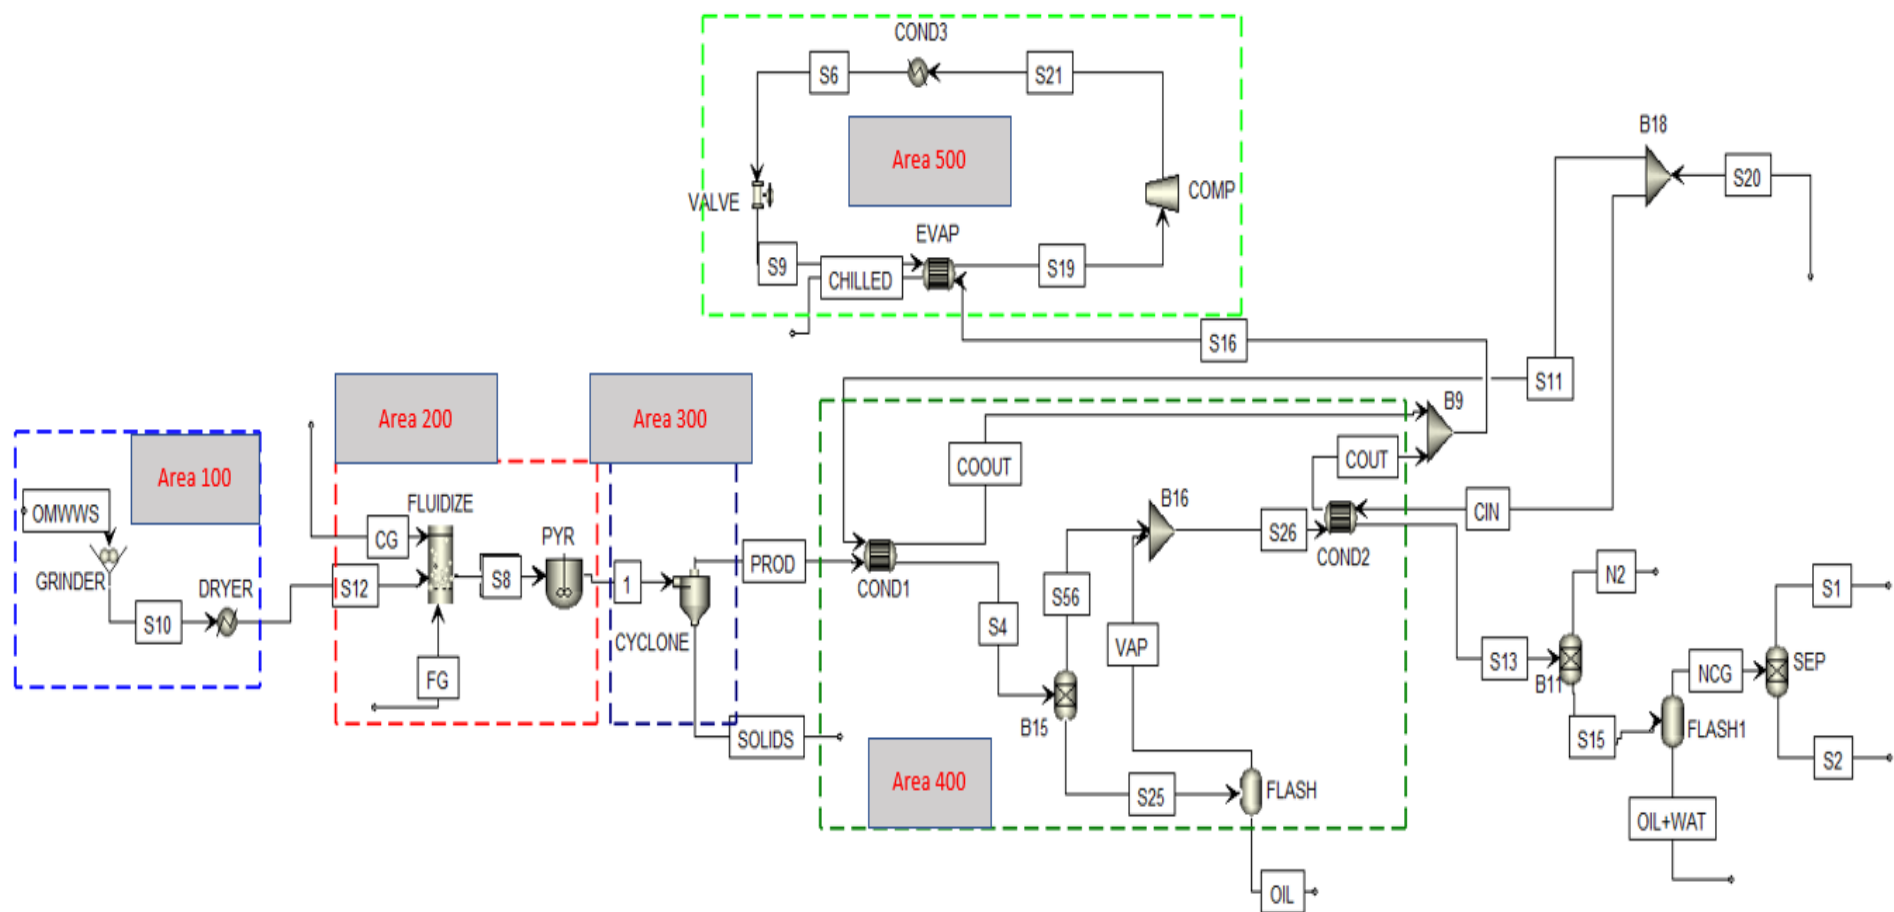 COND3
S6
S21
Area 500
B18
S20
VALVE
COMP
EVAP
S9
CHILLED
S19
S16
S11
Area 200
Area 300
B9
Area 100
COOUT
COUT
OMWWS
FLUIDIZE
B16
CIN
CG
PYR
S26
GRINDER
S8
1
PROD
COND2
S12
DRYER
COND1
N2
S1
S56
S10
CYCLONE
S4
VAP
S13
NCG
SEP
FG
B11
B15
FLASH1
SOLIDS
S15
S2
Area 400
S25
FLASH
OIL+WAT
OIL